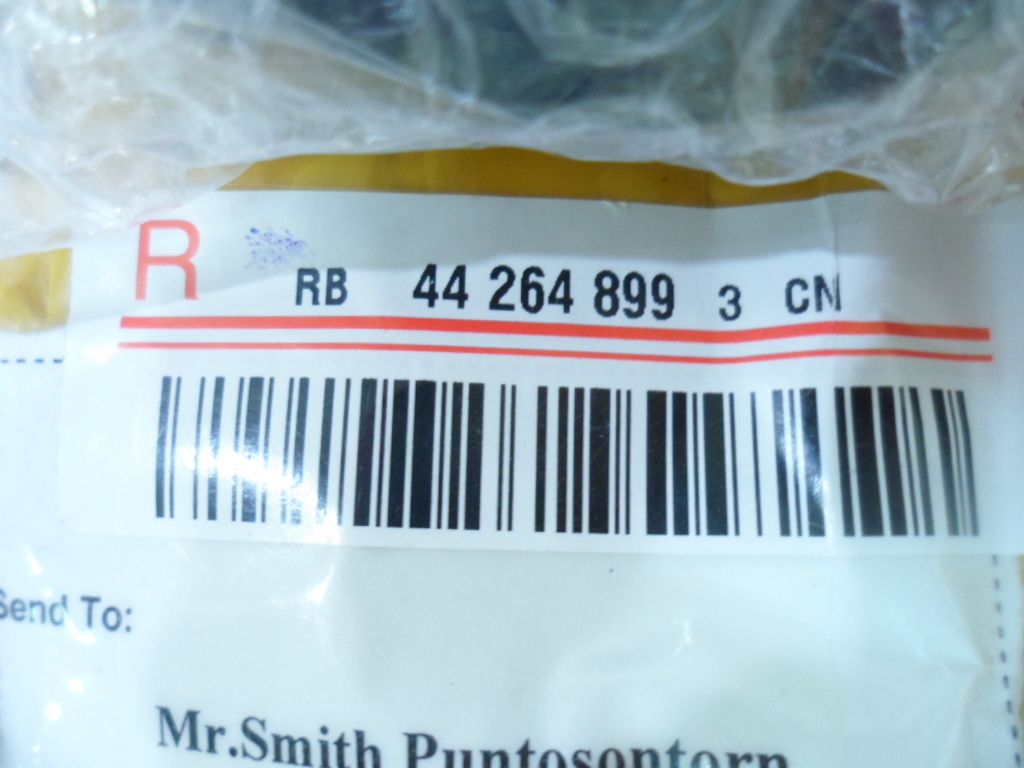 R
RB 44 264 899 3 CN
Send To:
Mr.Smith Puntosontorn